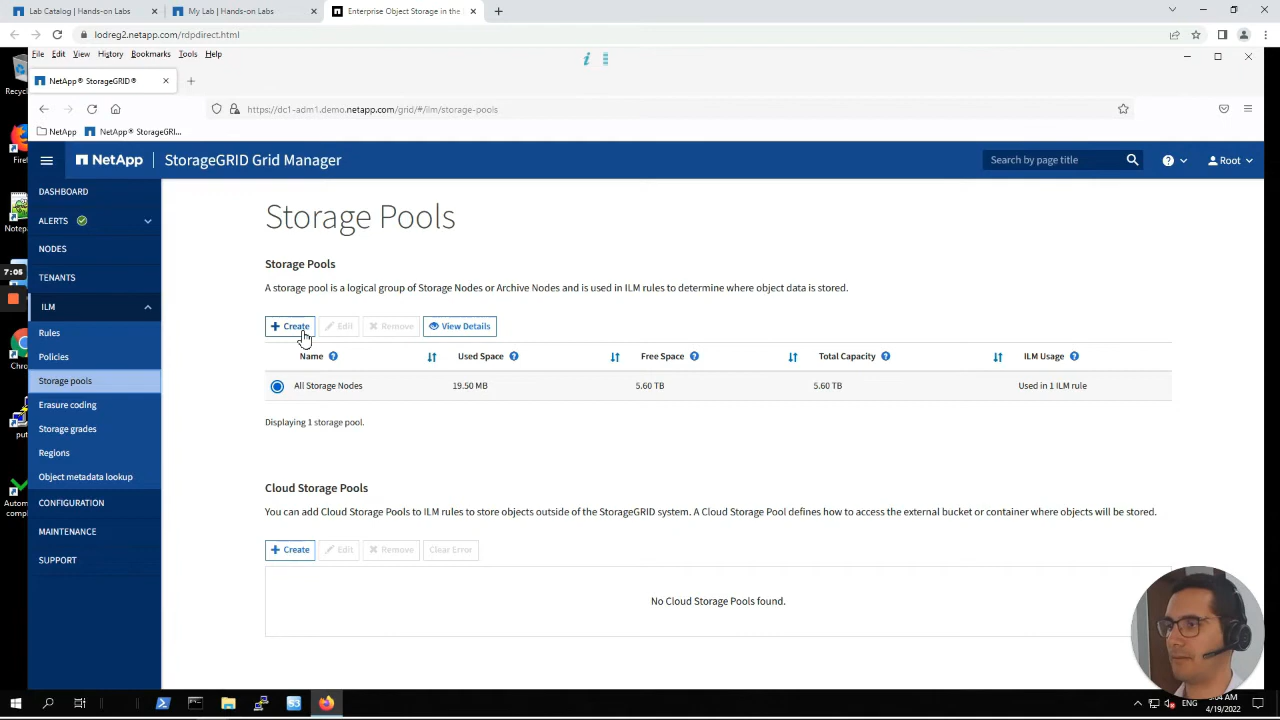 Lab Catalog | Hands-on Labs
My Lab | Hands-on Labs
Enterprise Object Storage in the
lodreg2.netapp.com/rdpdirect.html
File Edit View History Bookmarks Tools Help
NetApp® StorageGRID®
Recyc
https://dc1-adm1.demo.netapp.com/grid/#/ilm/storage-pools
NetApp
NetApp® StorageGRI...
Firef
NetApp
StorageGRID Grid Manager
Search by page title
Root
DASHBOARD
ALERTS
NODES
TENANTS
ILM
Rules
Policies
Storage pools
Erasure coding
Storage grades
Regions
Object metadata lookup
CONFIGURATION
MAINTENANCE
SUPPORT
Notep
7:05
Chro
put
Autom
comp
Storage Pools
Storage Pools
A storage pool is a logical group of Storage Nodes or Archive Nodes and is used in ILM rules to determine where object data is stored.
Create Edit Remove View Details
Name Used Space Free Space Total Capacity ILM Usage
All Storage Nodes 19.50 MB 5.60 TB 5.60 TB Used in 1 ILM rule
Displaying 1 storage pool.
Cloud Storage Pools
You can add Cloud Storage Pools to ILM rules to store objects outside of the StorageGRID system. A Cloud Storage Pool defines how to access the external bucket or container where objects will be stored.
Create Edit Remove Clear Error
No Cloud Storage Pools found.
ENG
4/19/2022